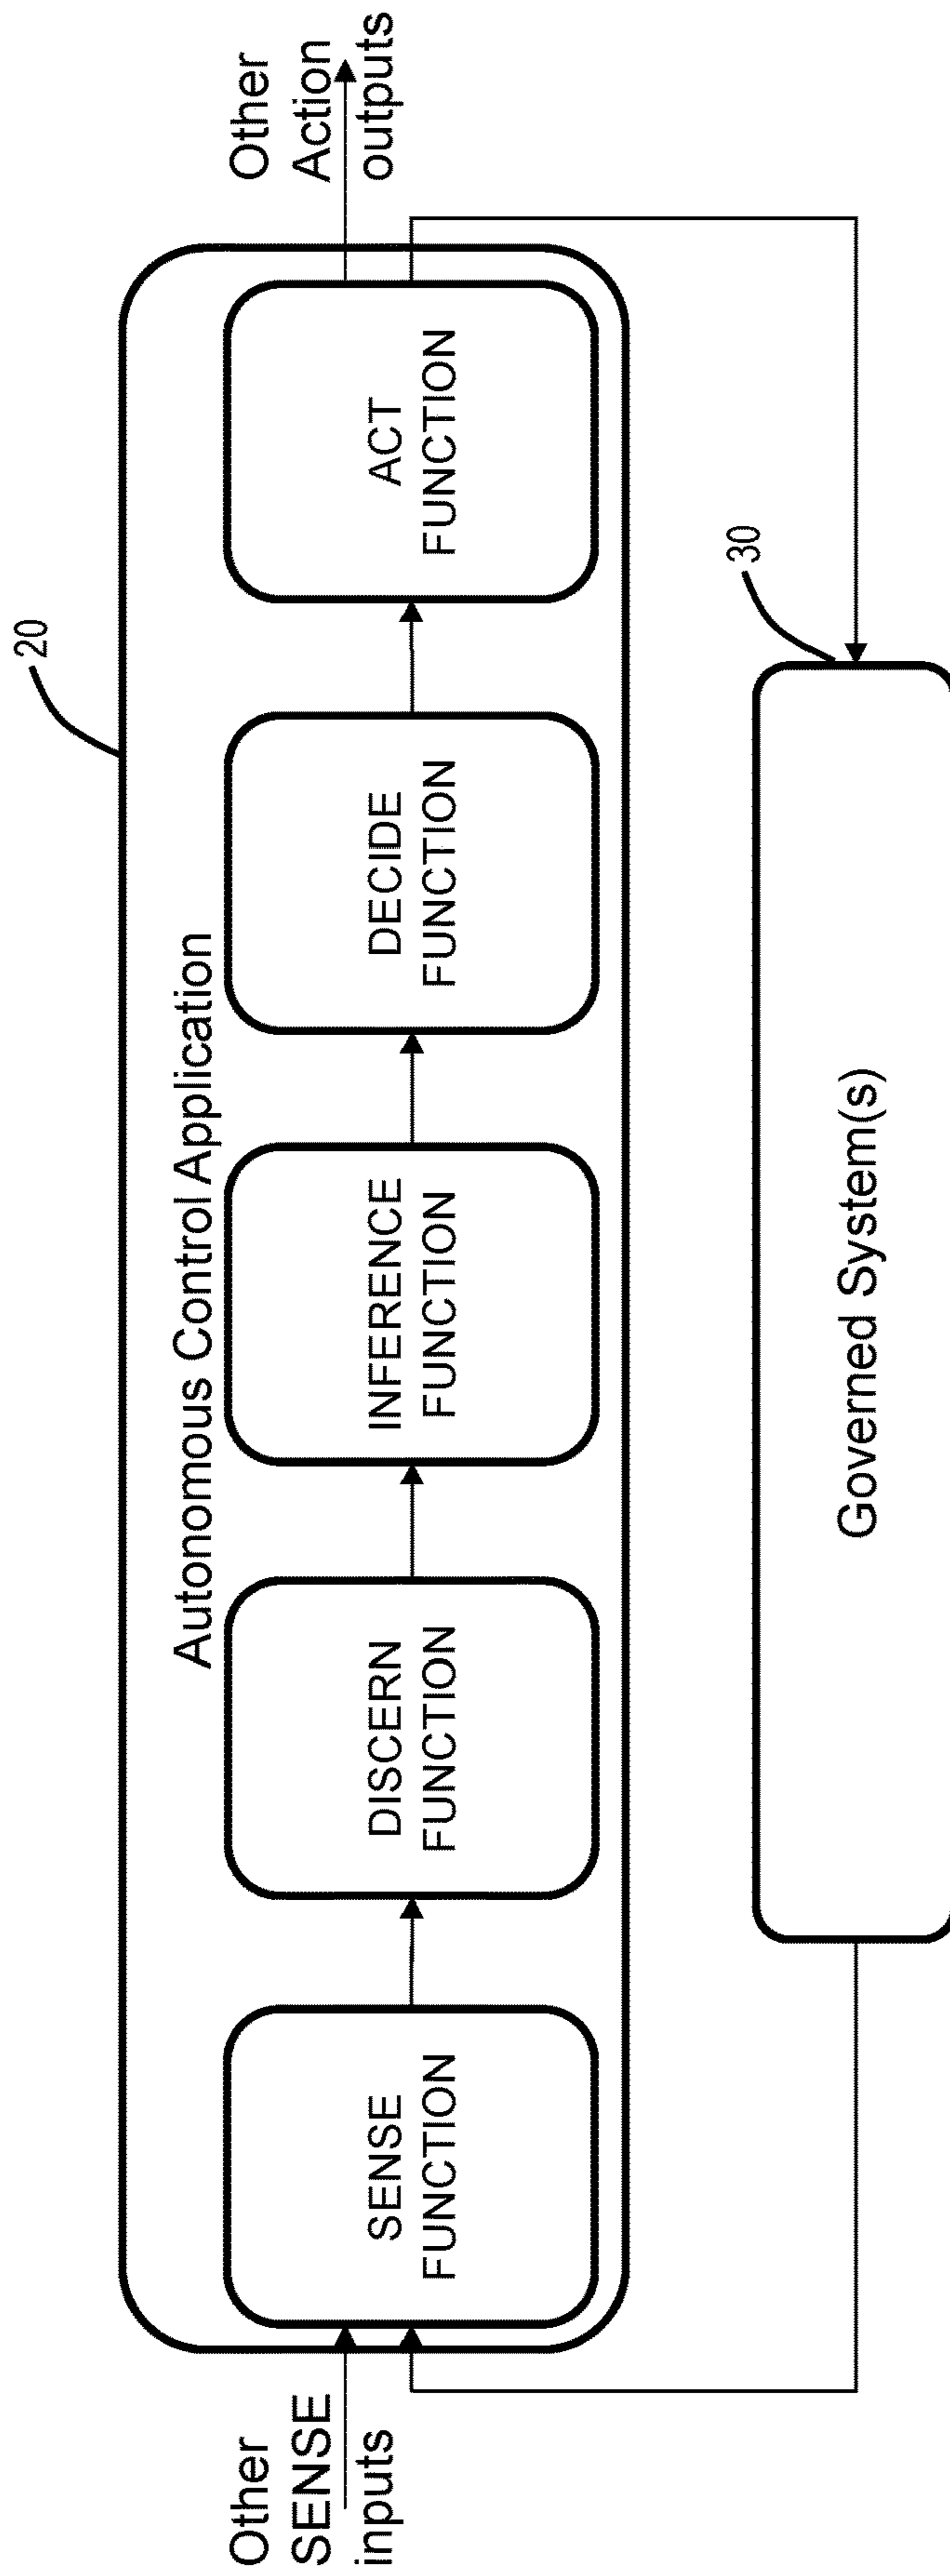 20
Autonomous Control Application
Other
SENSE
inputs
SENSE
FUNCTION
DISCERN
FUNCTION
INFERENCE
FUNCTION
DECIDE
FUNCTION
ACT
FUNCTION
Other
Action
outputs
30
Governed System(s)